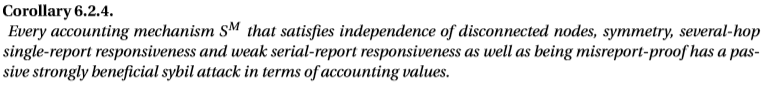 Corollary 6.2.4.
Every accounting mechanism S^M that satisfies independence of disconnected nodes, symmetry, several-hop
single-report responsiveness and weak serial-report responsiveness as well as being misreport-proof has a pas-
sive strongly beneficial sybil attack in terms of accounting values.